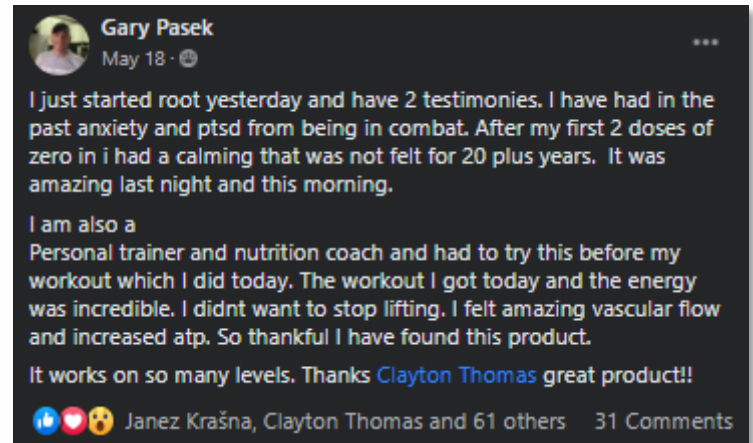 Gary Pasek
May 18 ·
I just started root yesterday and have 2 testimonies. I have had in the
past anxiety and ptsd from being in combat. After my first 2 doses of
zero in i had a calming that was not felt for 20 plus years.  It was
amazing last night and this morning.
I am also a
Personal trainer and nutrition coach and had to try this before my
workout which I did today. The workout I got today and the energy
was incredible. I didnt want to stop lifting. I felt amazing vascular flow
and increased atp. So thankful I have found this product.
It works on so many levels. Thanks Clayton Thomas great product!!
Janez Krašna, Clayton Thomas and 61 others 31 Comments